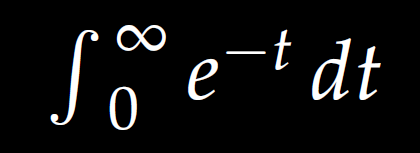 ∫₀^∞ e^{-t} dt